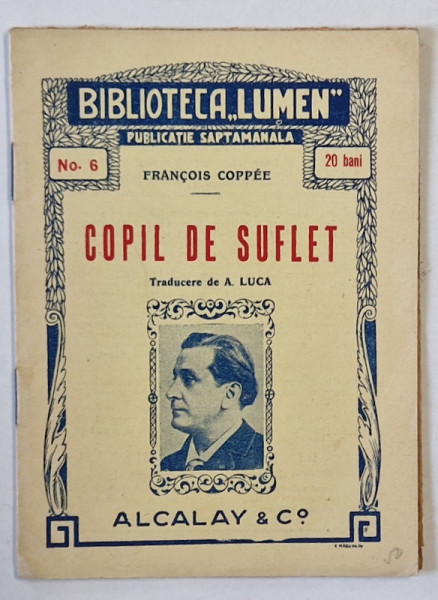 BIBLIOTECA „LUMEN"
PUBLICAȚIE SAPTAMANALA
No. 6
20 bani
FRANÇOIS COPPÉE
COPIL DE SUFLET
Traducere de A. LUCA
ALCALAY & Cº